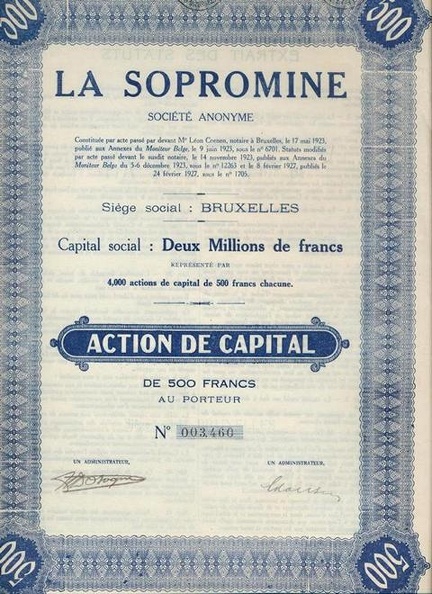 500 500
LA SOPROMINE
SOCIÉTÉ ANONYME
Constituée par acte passé par devant Me Léon Coenen, notaire à Bruxelles, le 17 mai 1923,
publié aux Annexes du Moniteur Belge, le 9 juin 1923, sous le nº 6701. Statuts modifiés
par acte passé devant le susdit notaire, le 14 novembre 1923, publiés aux Annexes du
Moniteur Belge du 5-6 décembre 1923, sous le nº 12263 et le 8 février 1927, publiés le
24 février 1927, sous le nº 1705.
Siége social : BRUXELLES
Capital social : Deux Millions de francs
REPRÉSENTÉ PAR
4,000 actions de capital de 500 francs chacune.
ACTION DE CAPITAL
DE 500 FRANCS
AU PORTEUR
Nº 003,460
UN ADMINISTRATEUR, UN ADMINISTRATEUR,
500 500